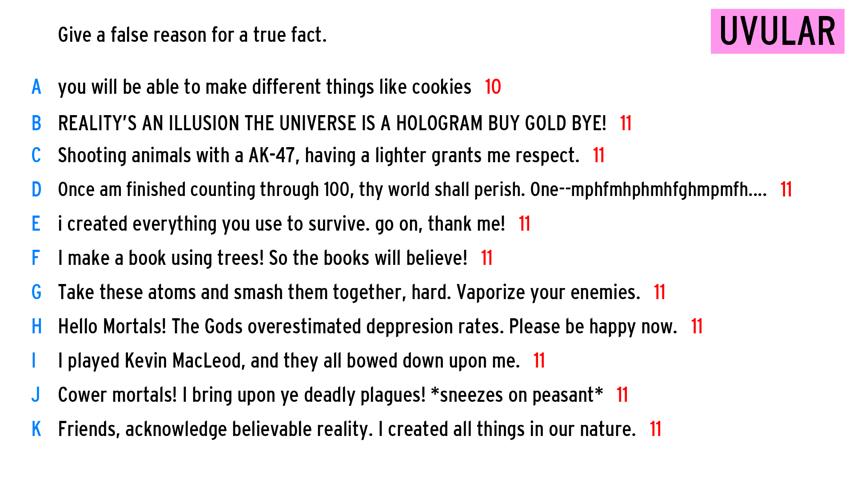 Give a false reason for a true fact.
UVULAR
A you will be able to make different things like cookies 10
B REALITY'S AN ILLUSION THE UNIVERSE IS A HOLOGRAM BUY GOLD BYE! 11
C Shooting animals with a AK-47, having a lighter grants me respect. 11
D Once am finished counting through 100, thy world shall perish. One--mphfmhphmhfghmpmfh.... 11
E i created everything you use to survive. go on, thank me! 11
F I make a book using trees! So the books will believe! 11
G Take these atoms and smash them together, hard. Vaporize your enemies. 11
H Hello Mortals! The Gods overestimated deppresion rates. Please be happy now. 11
I I played Kevin MacLeod, and they all bowed down upon me. 11
J Cower mortals! I bring upon ye deadly plagues! *sneezes on peasant* 11
K Friends, acknowledge believable reality. I created all things in our nature. 11